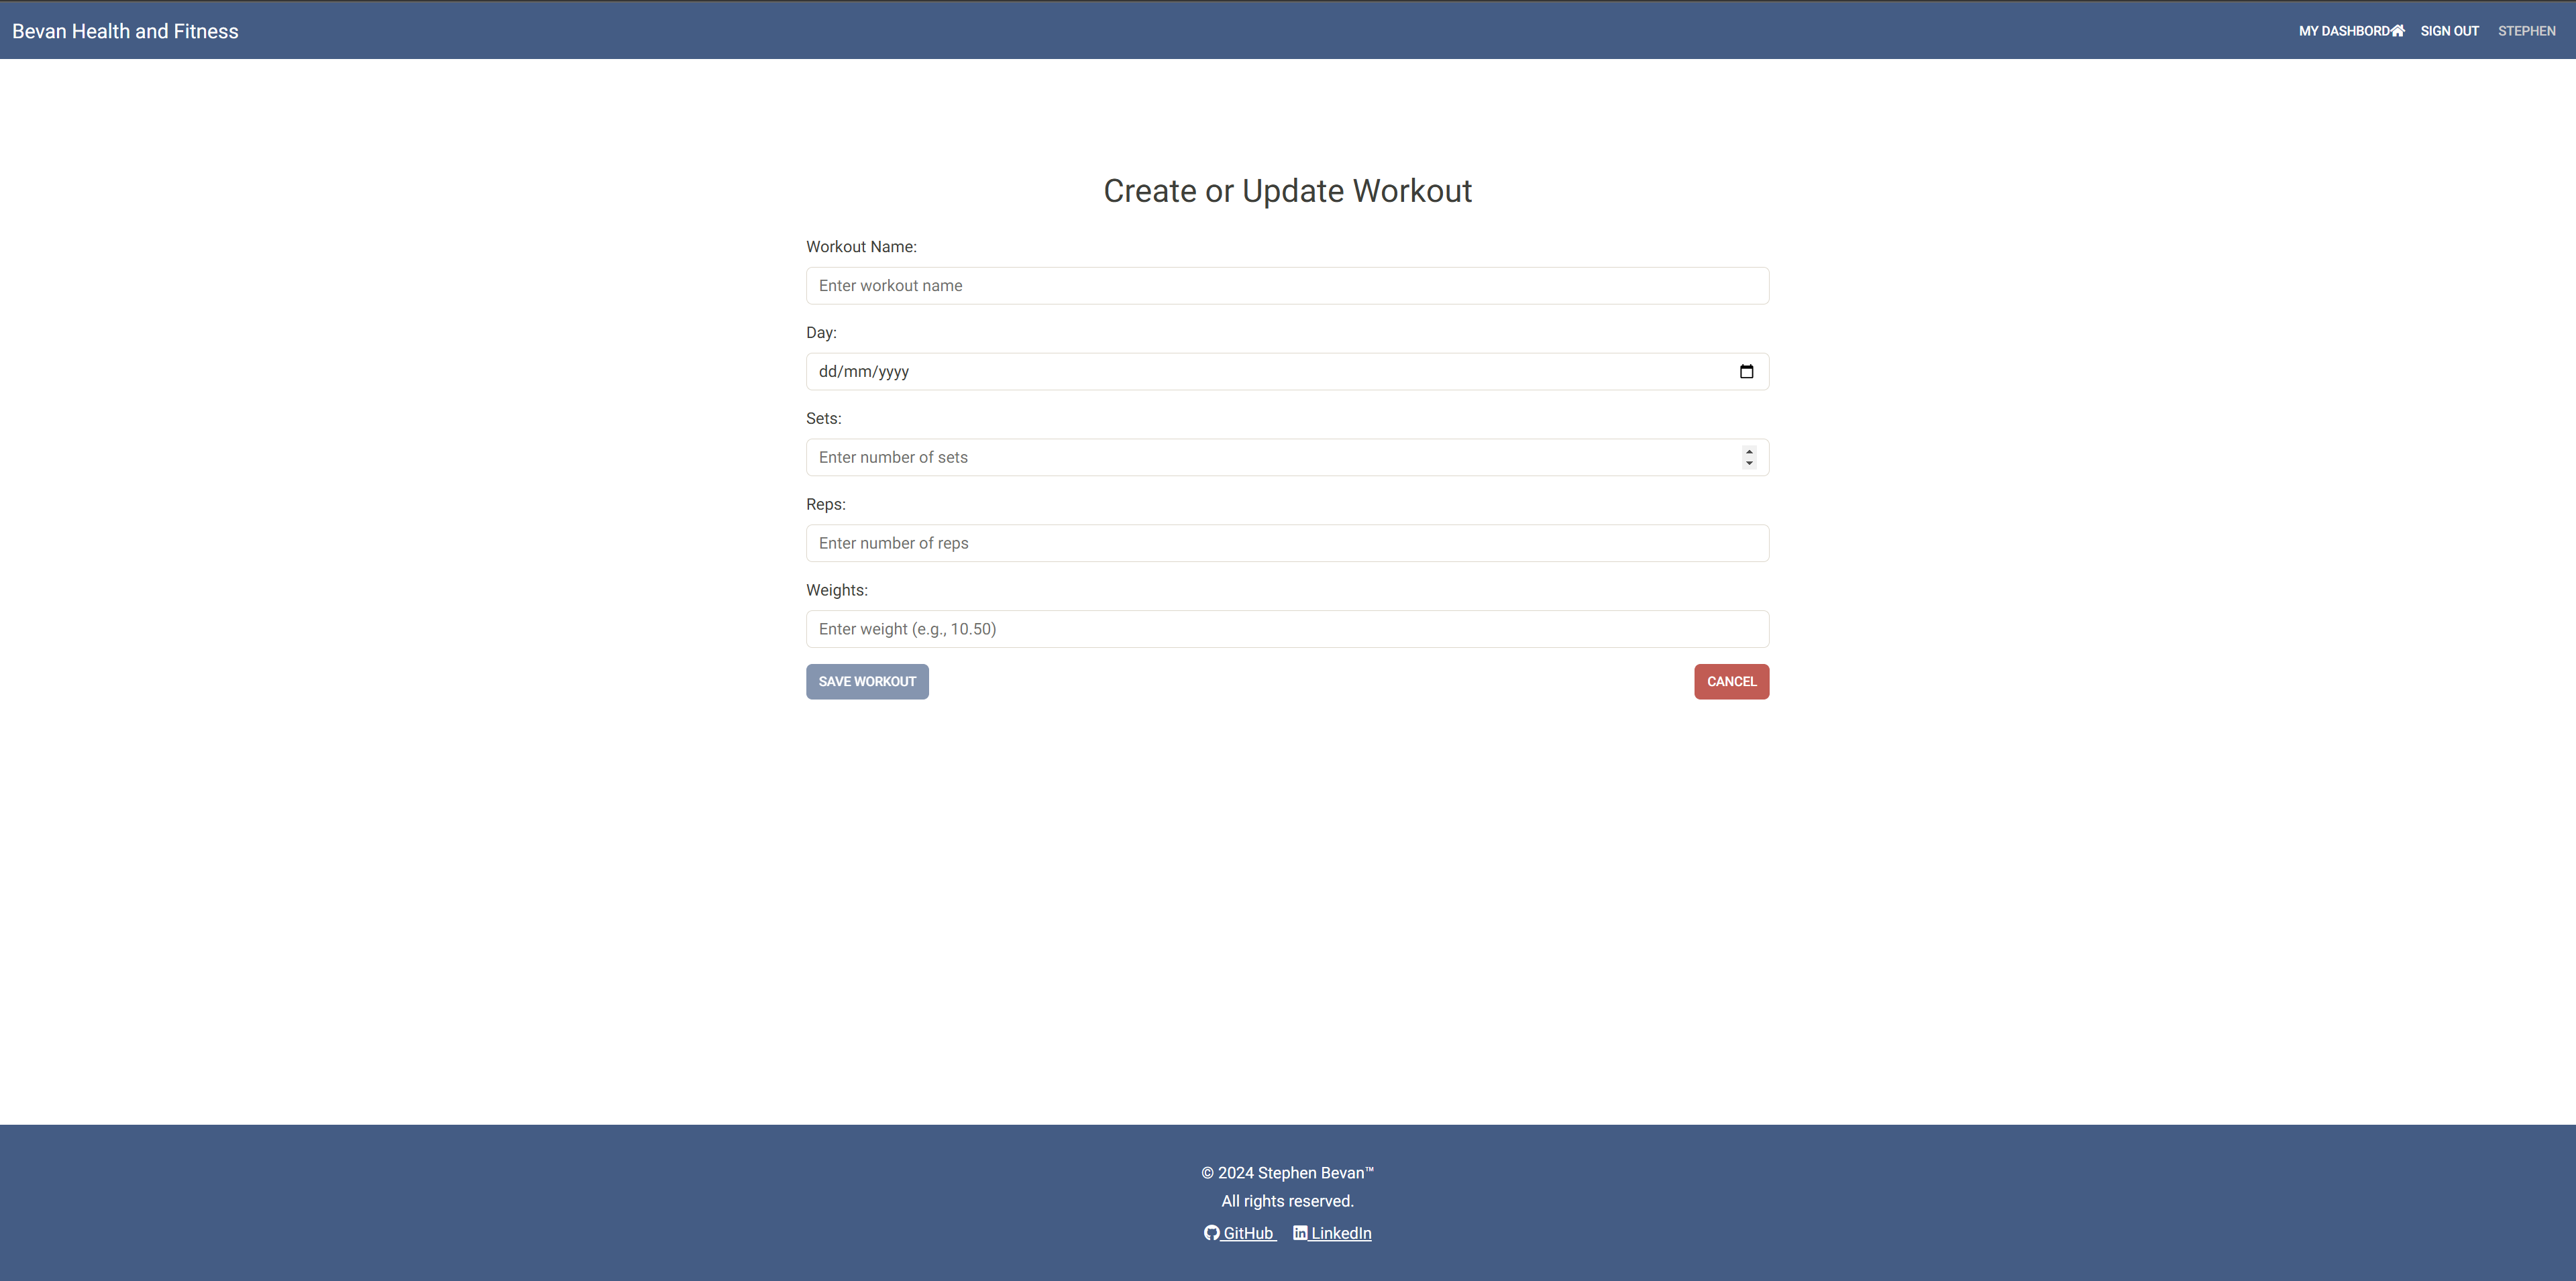 Bevan Health and Fitness
MY DASHBORD SIGN OUT STEPHEN
Create or Update Workout
Workout Name:
Enter workout name
Day:
dd/mm/yyyy
Sets:
Enter number of sets
Reps:
Enter number of reps
Weights:
Enter weight (e.g., 10.50)
SAVE WORKOUT CANCEL
© 2024 Stephen Bevan™
All rights reserved.
GitHub LinkedIn